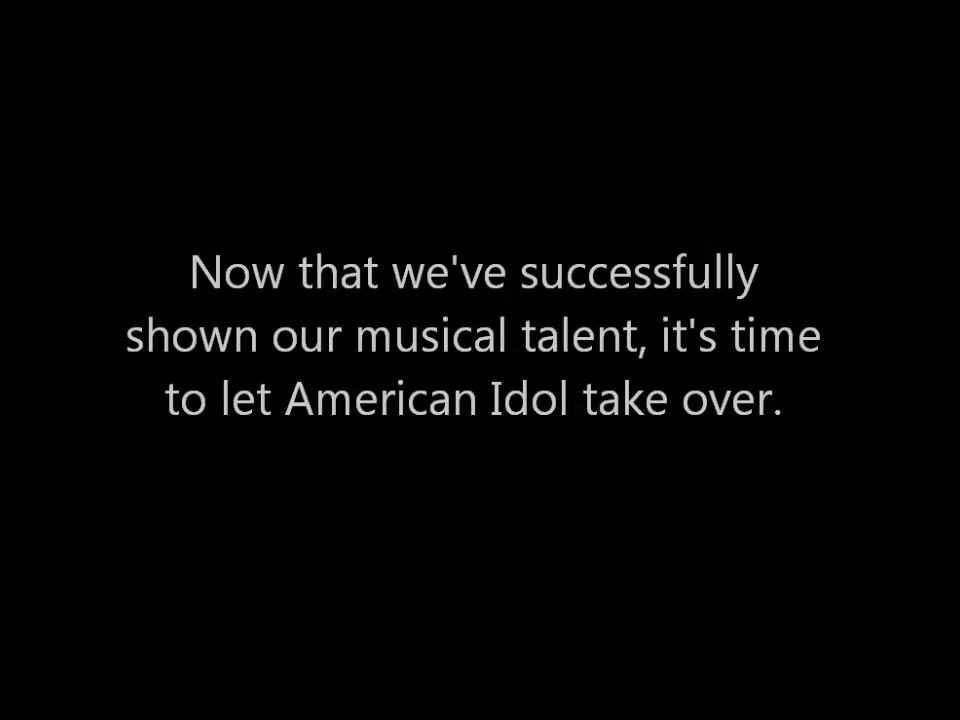 Now that we've successfully
shown our musical talent, it's time
to let American Idol take over.